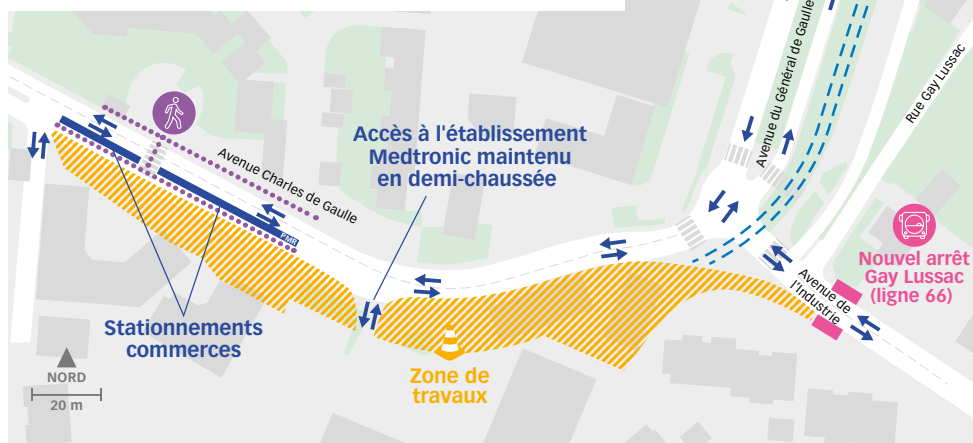 Avenue du Général de Gaulle
Rue Gay Lussac
Accès à l'établissement
Medtronic maintenu
en demi-chaussée
Avenue Charles de Gaulle
PMR
Nouvel arrêt
Gay Lussac
(ligne 66)
Avenue de
l'Industrie
Stationnements
commerces
Zone de
travaux
NORD
20 m